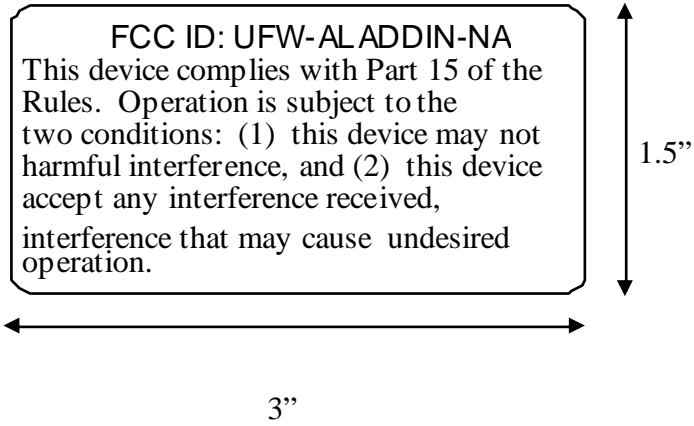 FCC ID: UFW-ALADDIN-NA
This device complies with Part 15 of the
Rules. Operation is subject to the
two conditions: (1) this device may not
harmful interference, and (2) this device
accept any interference received,
interference that may cause undesired
operation.
1.5”
3”